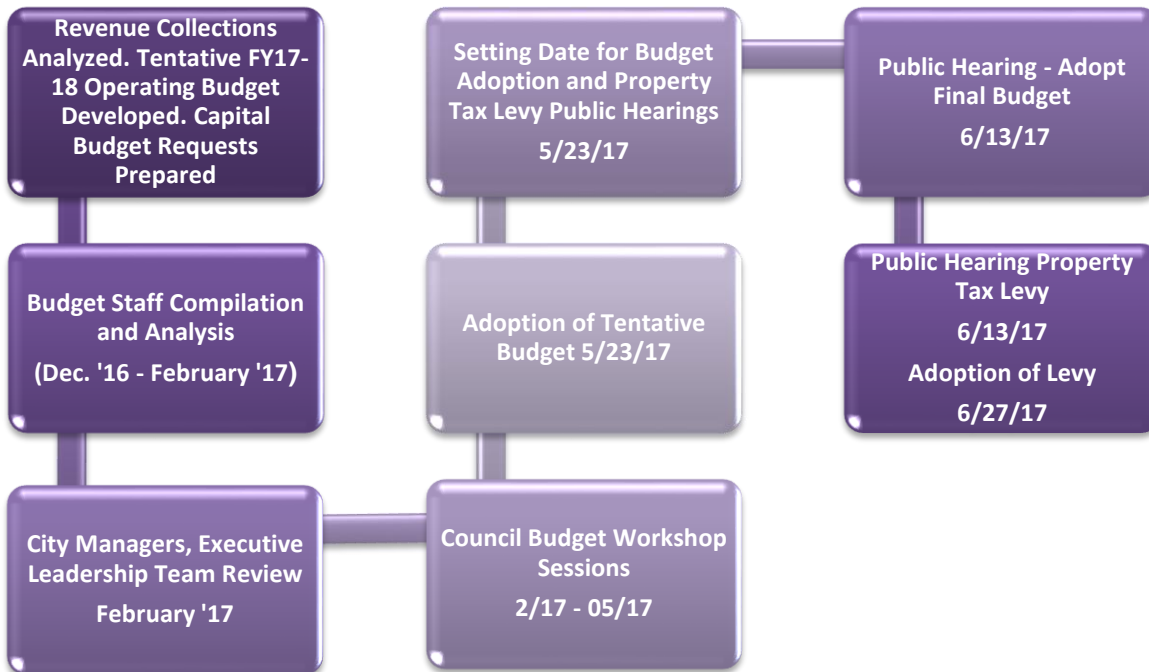 Revenue Collections
Analyzed. Tentative FY17-
18 Operating Budget
Developed. Capital
Budget Requests
Prepared
Budget Staff Compilation
and Analysis
(Dec. '16 - February '17)
City Managers, Executive
Leadership Team Review
February '17
Council Budget Workshop
Sessions
2/17 - 05/17
Adoption of Tentative
Budget 5/23/17
Setting Date for Budget
Adoption and Property
Tax Levy Public Hearings
5/23/17
Public Hearing - Adopt
Final Budget
6/13/17
Public Hearing Property
Tax Levy
6/13/17
Adoption of Levy
6/27/17